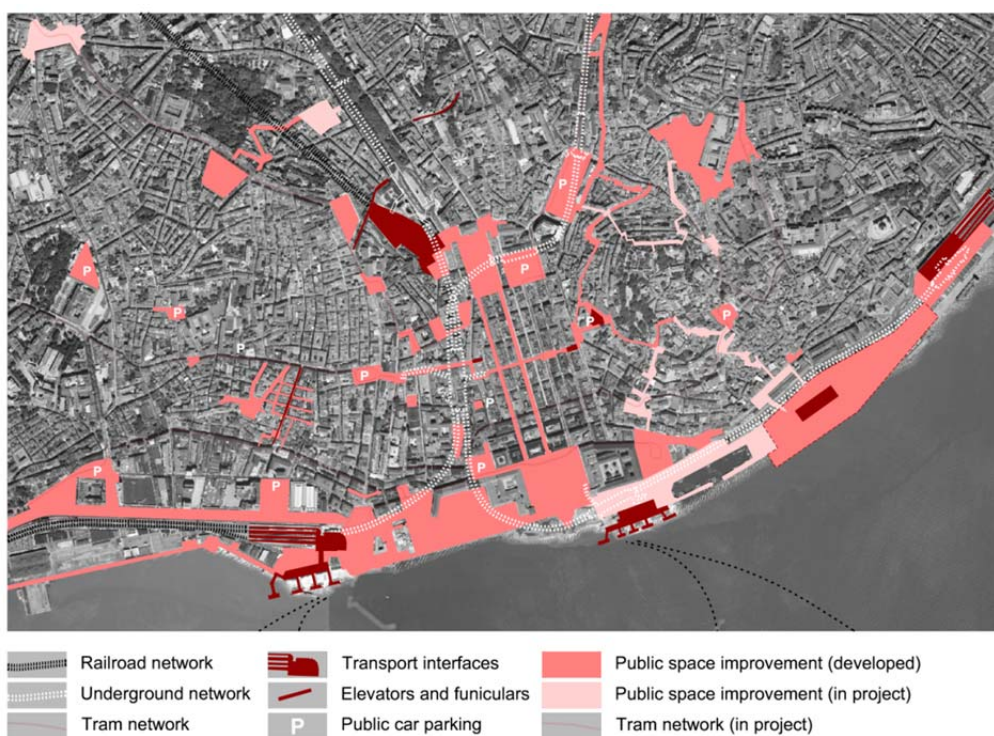 P
P
P
P
P
P
P
P
P
P
P
P
Railroad network
Transport interfaces
Public space improvement (developed)
Underground network
Elevators and funiculars
Public space improvement (in project)
Tram network
P Public car parking
Tram network (in project)